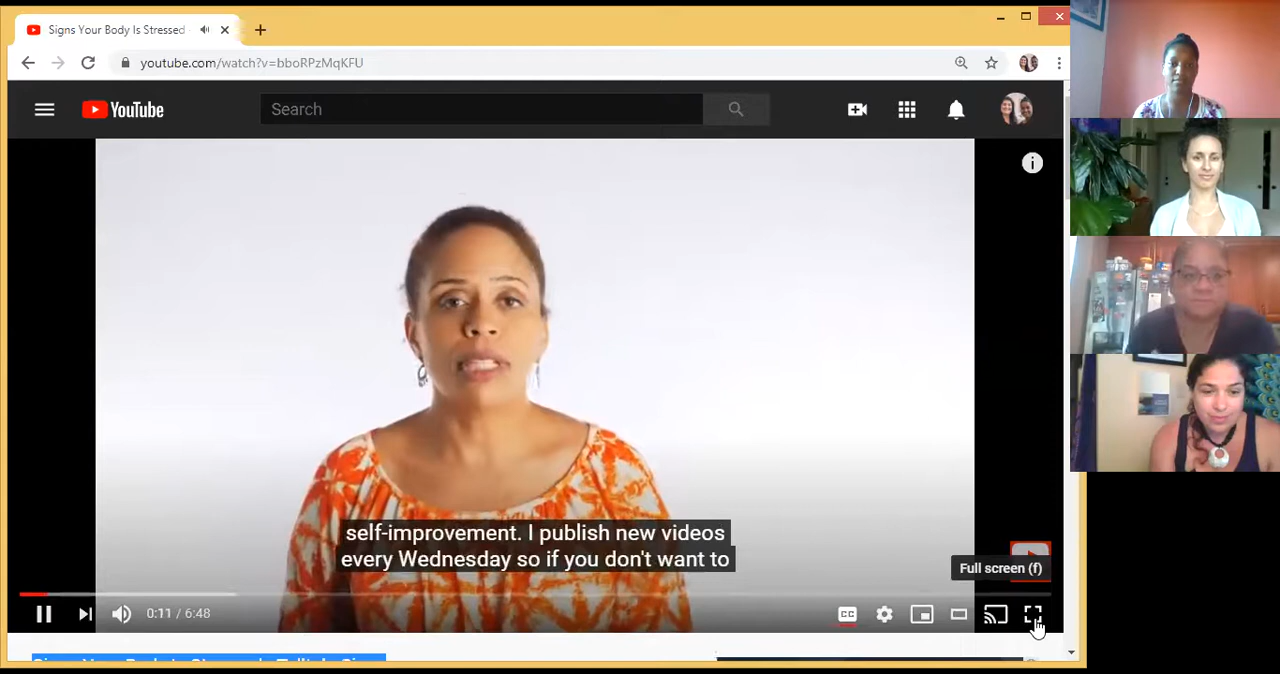 Signs Your Body Is Stressed
youtube.com/watch?v=bboRPzMqKFU
YouTube
Search
self-improvement. I publish new videos
every Wednesday so if you don't want to
Full screen (f)
0:11 / 6:48
CC